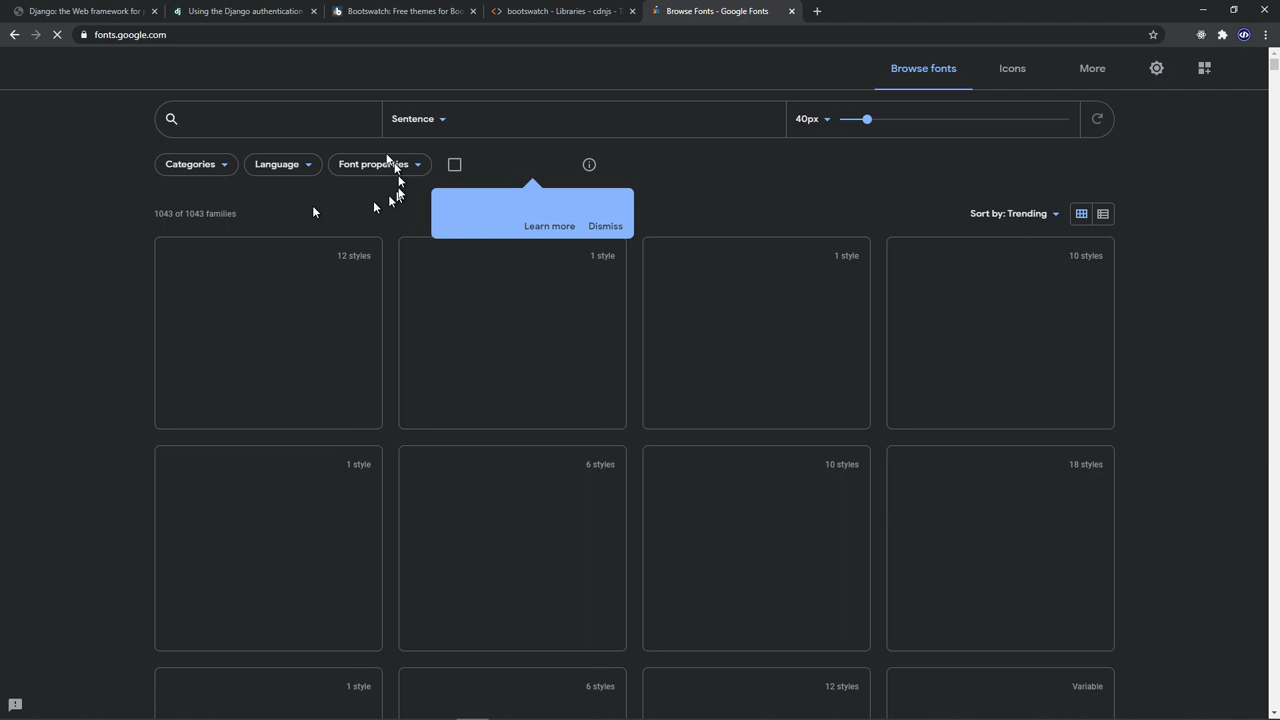 Django: the Web framework for p
Using the Django authentication
Bootswatch: Free themes for Boo
bootswatch - Libraries - cdnjs - T
Browse Fonts - Google Fonts
fonts.google.com
Browse fonts
Icons
More
Sentence
40px
Categories
Language
Font properties
1043 of 1043 families
Sort by: Trending
Learn more
Dismiss
12 styles
1 style
1 style
10 styles
1 style
6 styles
10 styles
18 styles
1 style
6 styles
12 styles
Variable